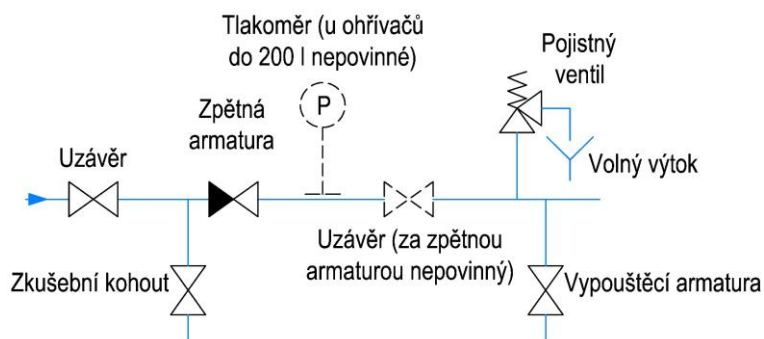 Tlakoměr (u ohřívačů
do 200 l nepovinné)
Pojistný
ventil
P
Zpětná
armatura
Uzávěr
Volný výtok
Uzávěr (za zpětnou
armaturou nepovinný)
Zkušební kohout
Vypouštěcí armatura